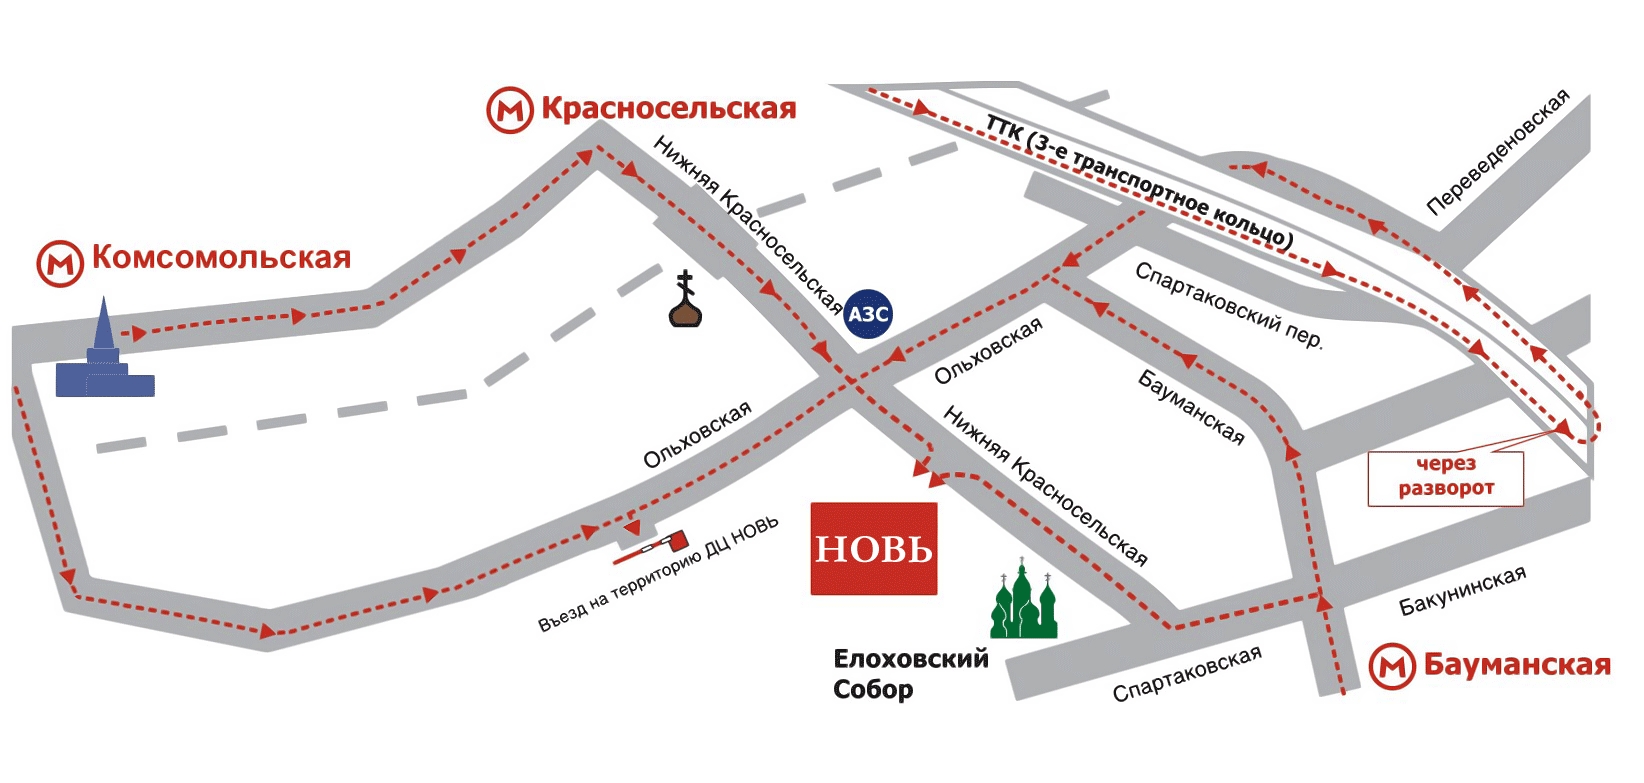 Красносельская
Комсомольская
Нижняя Красносельская
ТТК (3-е транспортное кольцо)
Переведеновская
АЗС
Спартаковский пер.
Ольховская
Бауманская
Ольховская
Нижняя Красносельская
через
разворот
НОВЬ
Въезд на территорию ДЦ НОВЬ
Бакунинская
Елоховский
Собор
Спартаковская
Бауманская